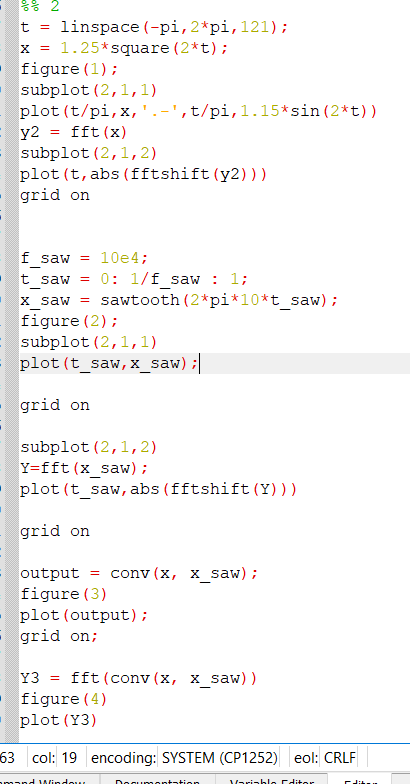 %% 2
t = linspace(-pi,2*pi,121);
x = 1.25*square(2*t);
figure(1);
subplot(2,1,1)
plot(t/pi,x,'.-',t/pi,1.15*sin(2*t))
y2 = fft(x)
subplot(2,1,2)
plot(t,abs(fftshift(y2)))
grid on
f_saw = 10e4;
t_saw = 0: 1/f_saw : 1;
x_saw = sawtooth(2*pi*10*t_saw);
figure(2);
subplot(2,1,1)
plot(t_saw,x_saw);
grid on
subplot(2,1,2)
Y=fft(x_saw);
plot(t_saw,abs(fftshift(Y)))
grid on
output = conv(x, x_saw);
figure(3)
plot(output);
grid on;
Y3 = fft(conv(x, x_saw))
figure(4)
plot(Y3)
63 col: 19 encoding: SYSTEM (CP1252) eol: CRLF
mmand Window Documentation Variable Editor Editor